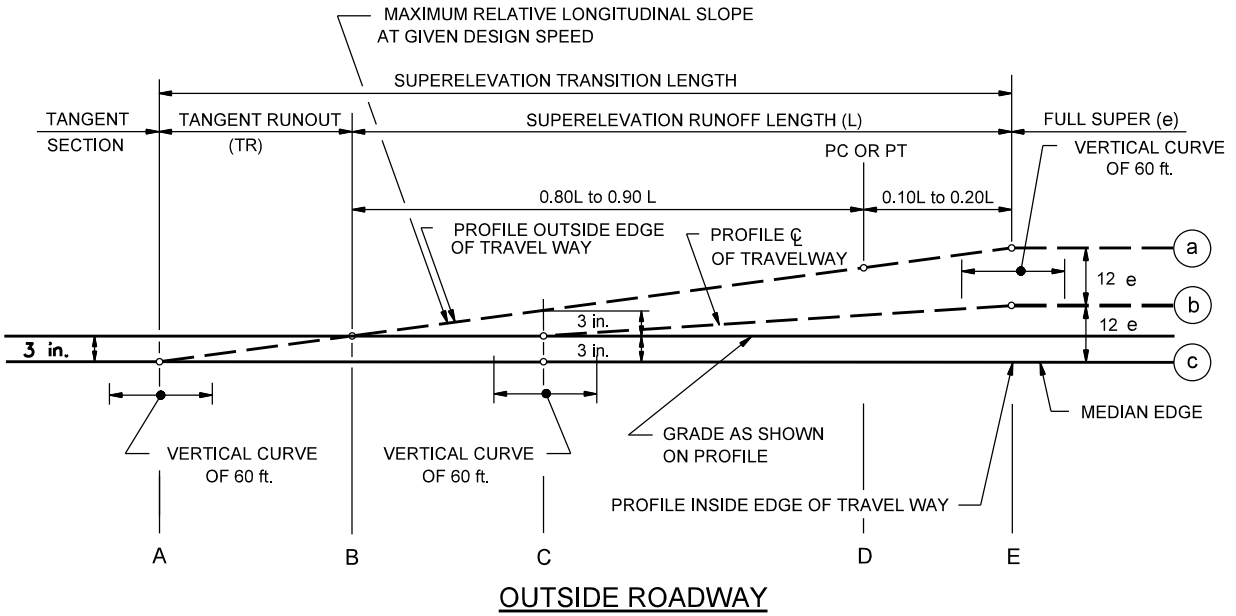 MAXIMUM RELATIVE LONGITUDINAL SLOPE
AT GIVEN DESIGN SPEED
SUPERELEVATION TRANSITION LENGTH
TANGENT
SECTION
TANGENT RUNOUT
(TR)
SUPERELEVATION RUNOFF LENGTH (L)
FULL SUPER (e)
PC OR PT
VERTICAL CURVE
OF 60 ft.
0.80L to 0.90 L
0.10L to 0.20L
PROFILE OUTSIDE EDGE
OF TRAVEL WAY
PROFILE ℄
OF TRAVELWAY
a
12 e
b
3 in.
12 e
3 in.
3 in.
c
MEDIAN EDGE
VERTICAL CURVE
OF 60 ft.
VERTICAL CURVE
OF 60 ft.
GRADE AS SHOWN
ON PROFILE
PROFILE INSIDE EDGE OF TRAVEL WAY
A
B
C
D
E
OUTSIDE ROADWAY